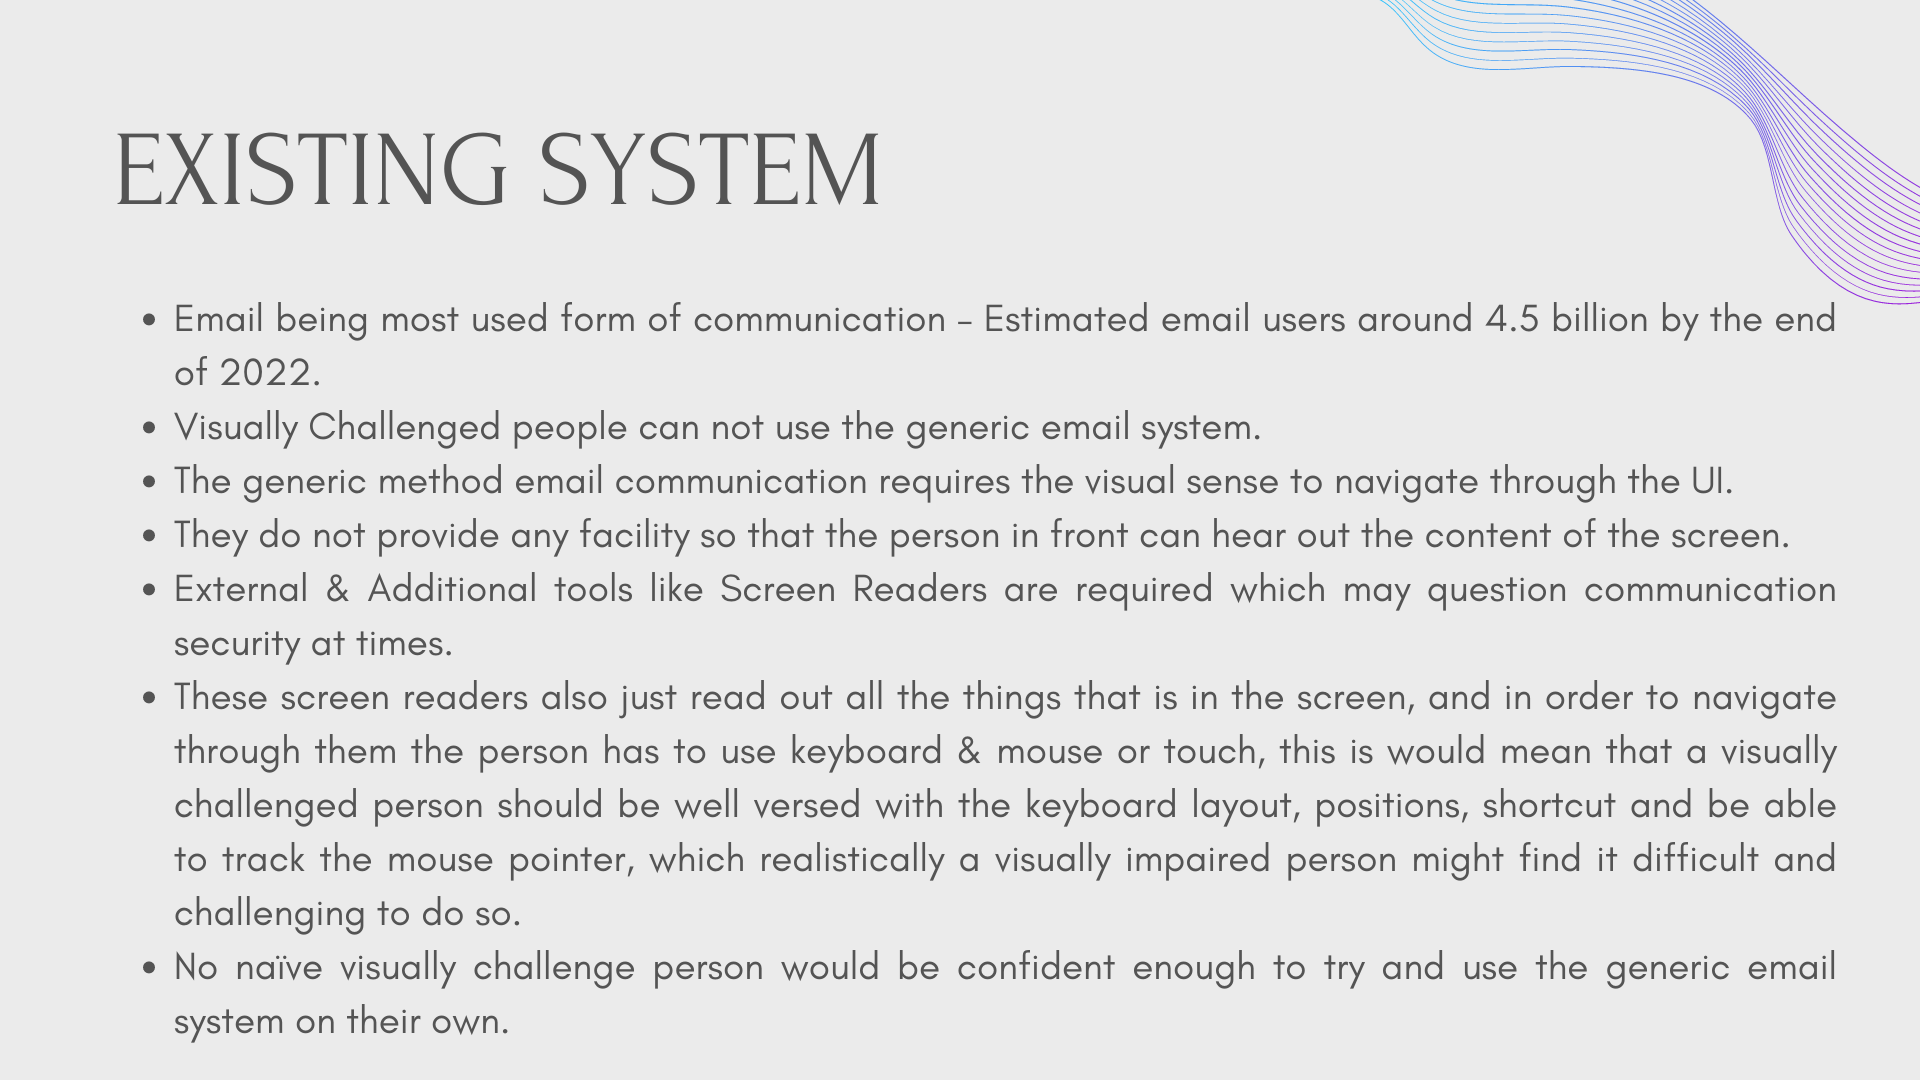 EXISTING SYSTEM
• Email being most used form of communication – Estimated email users around 4.5 billion by the end
of 2022.
• Visually Challenged people can not use the generic email system.
• The generic method email communication requires the visual sense to navigate through the UI.
• They do not provide any facility so that the person in front can hear out the content of the screen.
• External & Additional tools like Screen Readers are required which may question communication
security at times.
• These screen readers also just read out all the things that is in the screen, and in order to navigate
through them the person has to use keyboard & mouse or touch, this is would mean that a visually
challenged person should be well versed with the keyboard layout, positions, shortcut and be able
to track the mouse pointer, which realistically a visually impaired person might find it difficult and
challenging to do so.
• No naïve visually challenge person would be confident enough to try and use the generic email
system on their own.